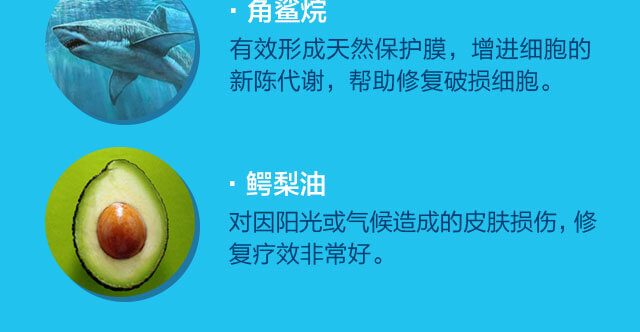 · 角鲨烷
有效形成天然保护膜，增进细胞的
新陈代谢，帮助修复破损细胞。
· 鳄梨油
对因阳光或气候造成的皮肤损伤，修
复疗效非常好。